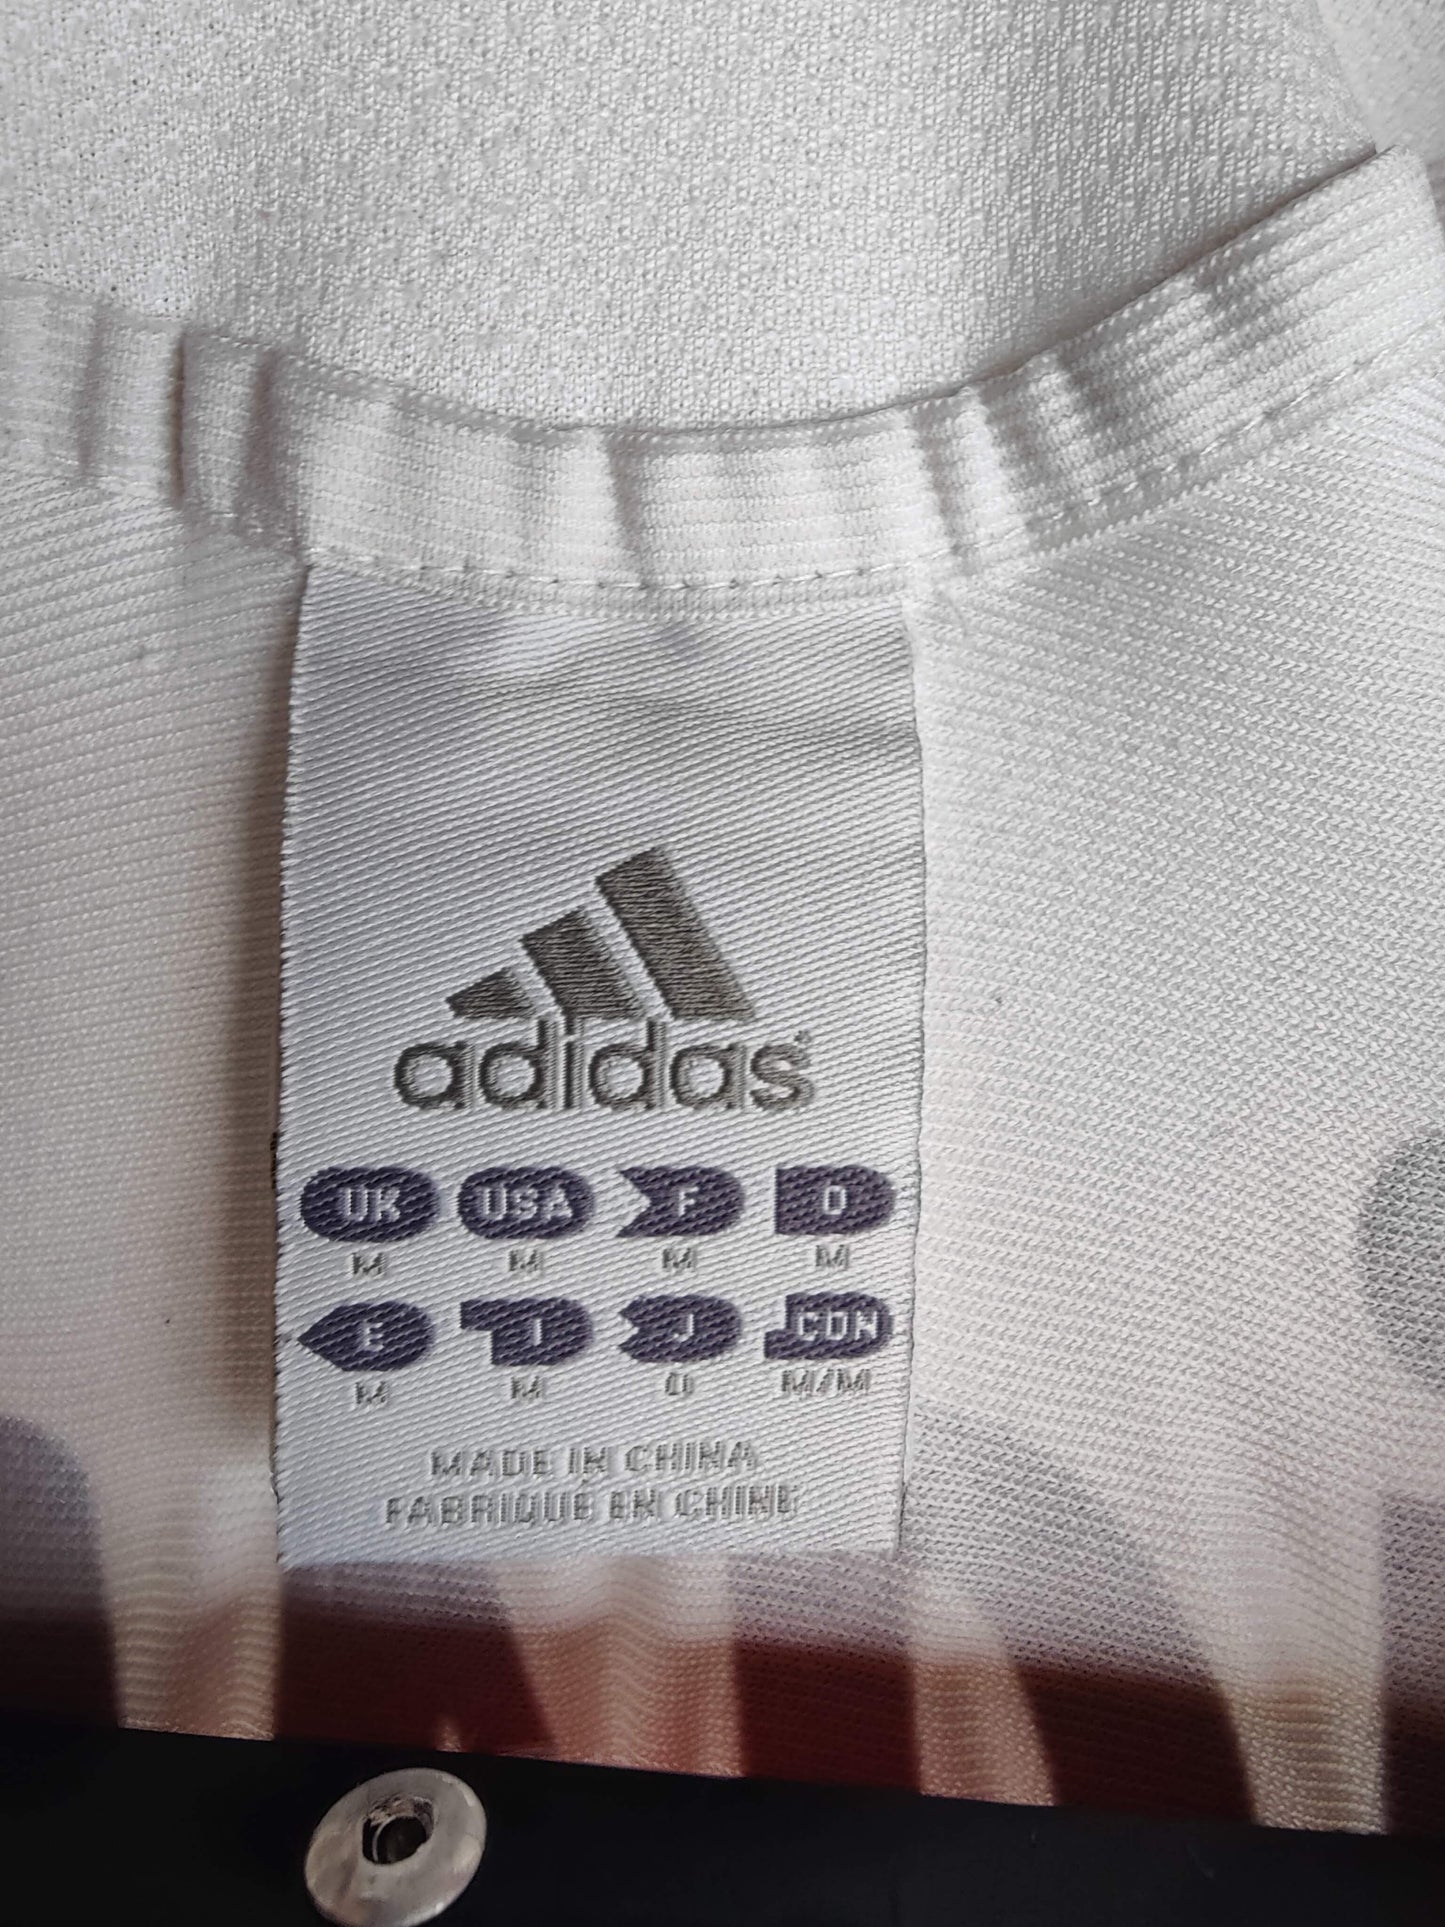 adidas®
UK USA F D
M M M M
E I J CDN
M M O M/M
MADE IN CHINA
FABRIQUE EN CHINE